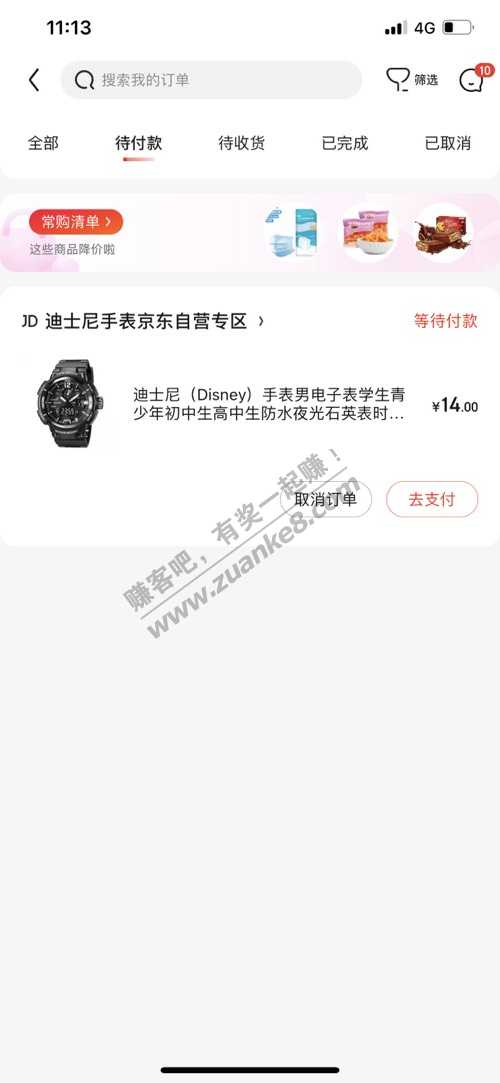 11:13
4G
搜索我的订单
筛选
10
全部
待付款
待收货
已完成
已取消
常购清单 ›
这些商品降价啦
JD 迪士尼手表京东自营专区 ›
等待付款
迪士尼（Disney）手表男电子表学生青
少年初中生高中生防水夜光石英表时...
¥14.00
取消订单
去支付
赚客吧，有奖一起赚！
www.zuanke8.com